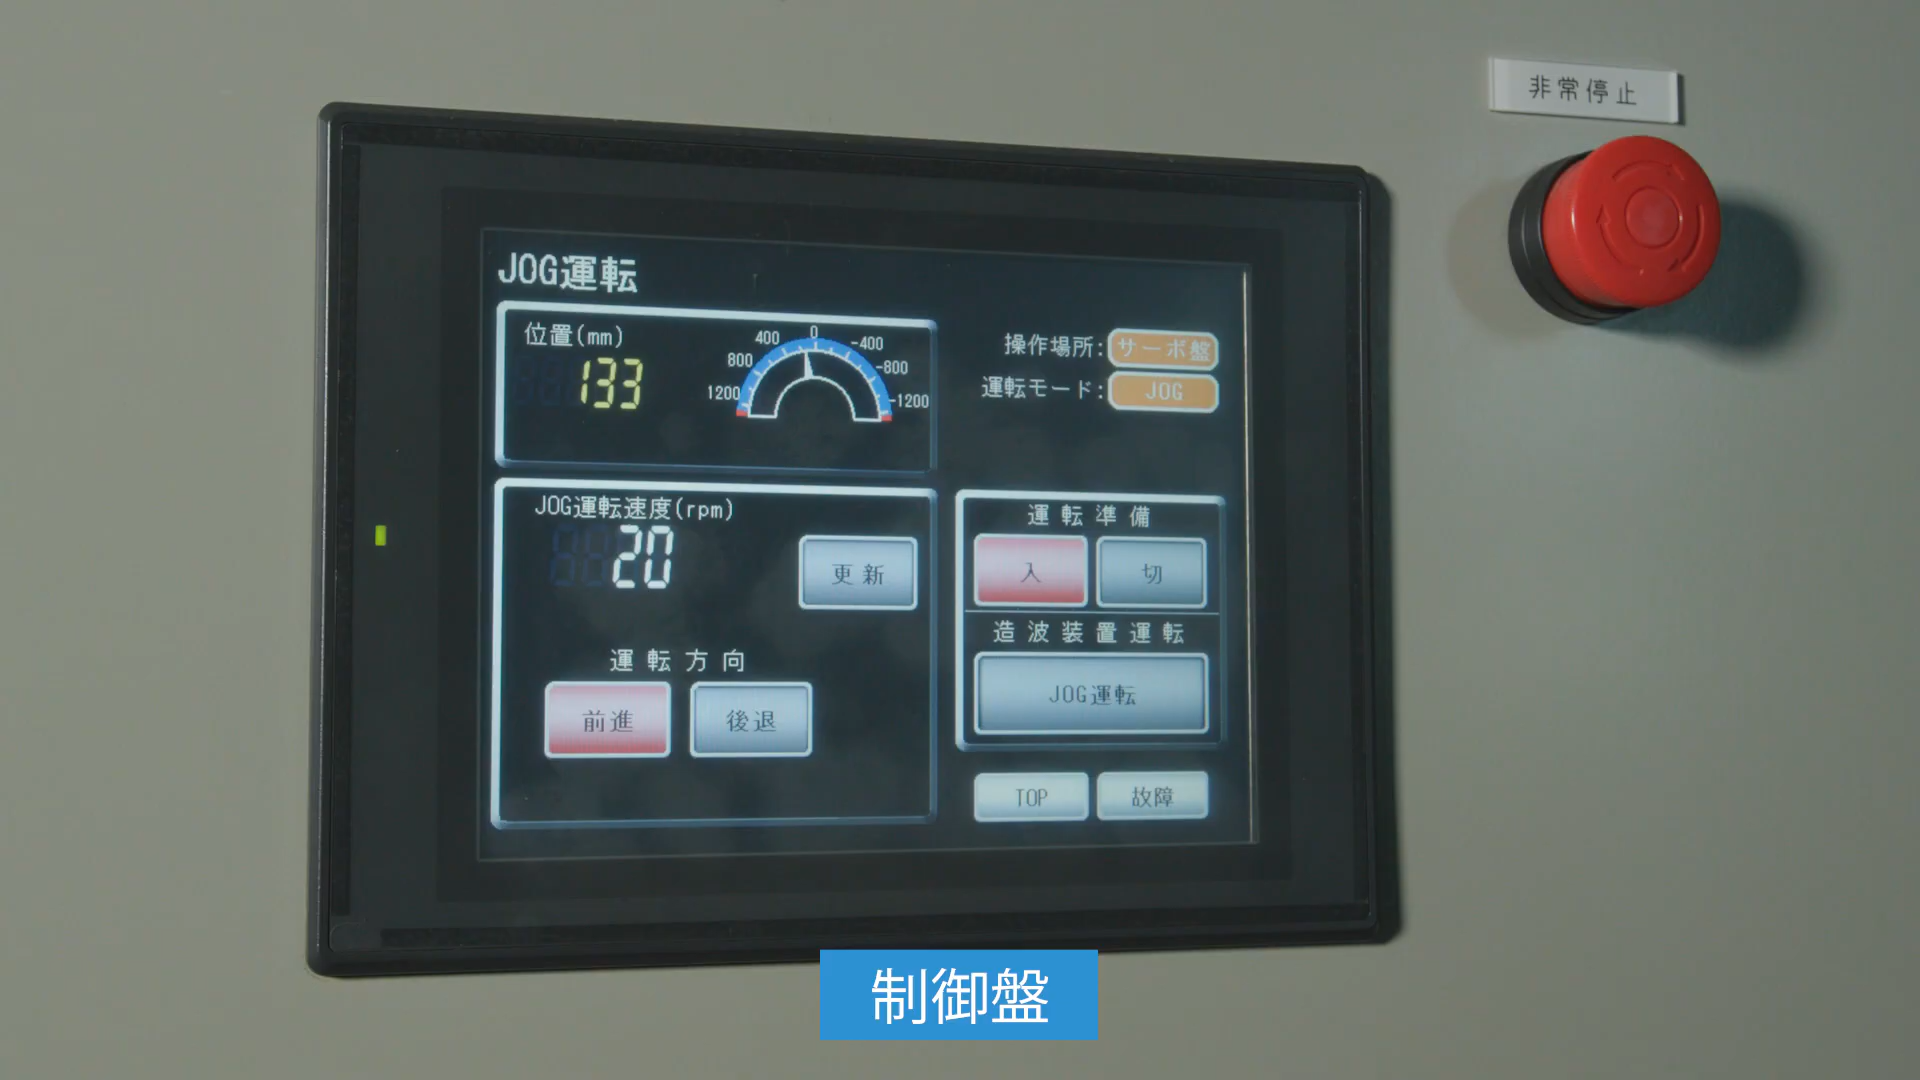 非常停止
JOG運転
位置(mm)
133
1200 800 400 0 -400 -800 -1200
操作場所: サーボ盤
運転モード: JOG
JOG運転速度(rpm)
20
更新
運転方向
前進 後退
運転準備
入 切
造波装置運転
JOG運転
TOP 故障
制御盤